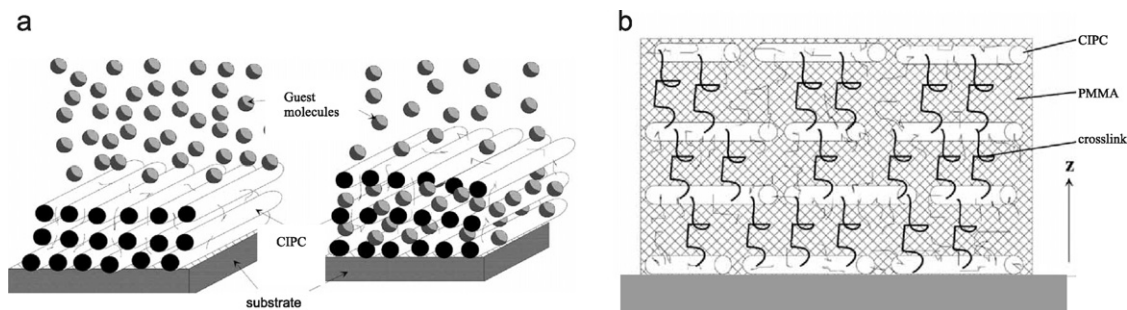 a
Guest
molecules
CIPC
substrate
b
CIPC
PMMA
crosslink
z